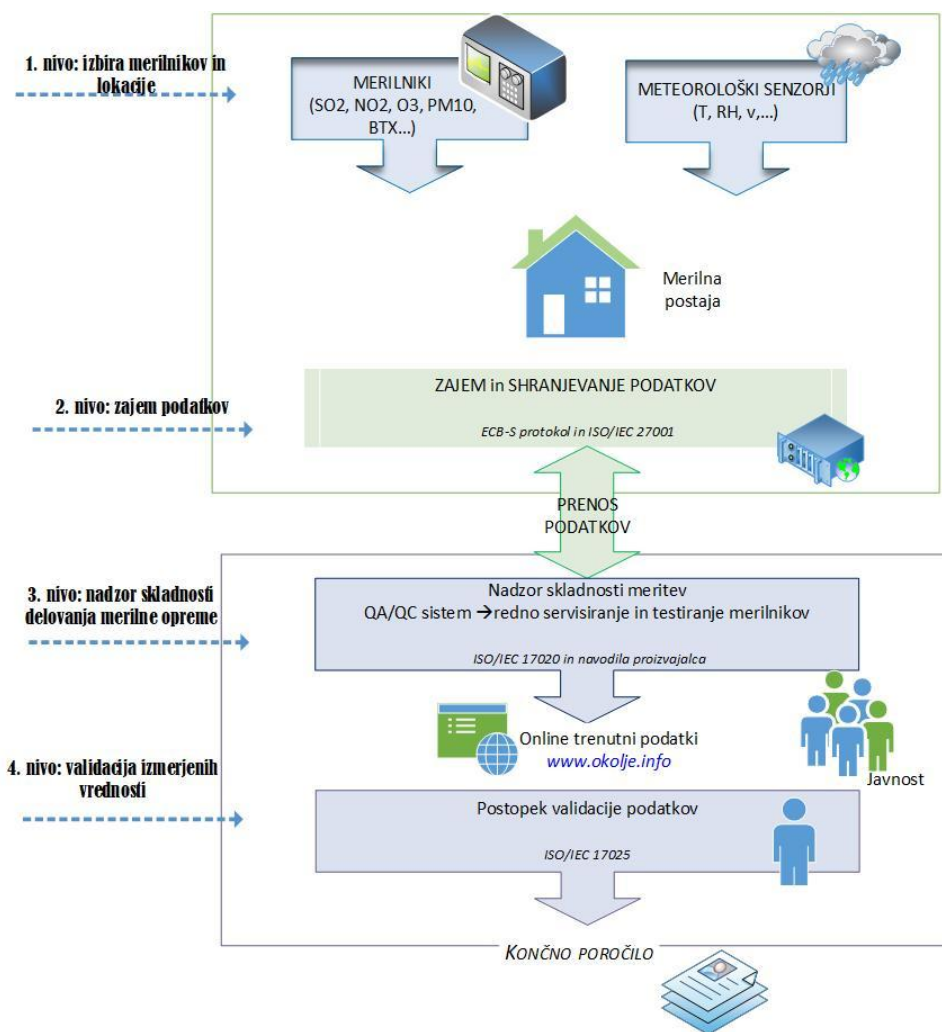 1. nivo: izbira merilnikov in
lokacije
MERILNIKI
(SO2, NO2, O3, PM10,
BTX...)
METEOROLOŠKI SENZORJI
(T, RH, v,...)
Merilna
postaja
2. nivo: zajem podatkov
ZAJEM in SHRANJEVANJE PODATKOV
ECB-S protokol in ISO/IEC 27001
PRENOS
PODATKOV
3. nivo: nadzor skladnosti
delovanja merilne opreme
Nadzor skladnosti meritev
QA/QC sistem →redno servisiranje in testiranje merilnikov
ISO/IEC 17020 in navodila proizvajalca
Online trenutni podatki
www.okolje.info
Javnost
4. nivo: validacija izmerjenih
vrednosti
Postopek validacije podatkov
ISO/IEC 17025
KONČNO POROČILO